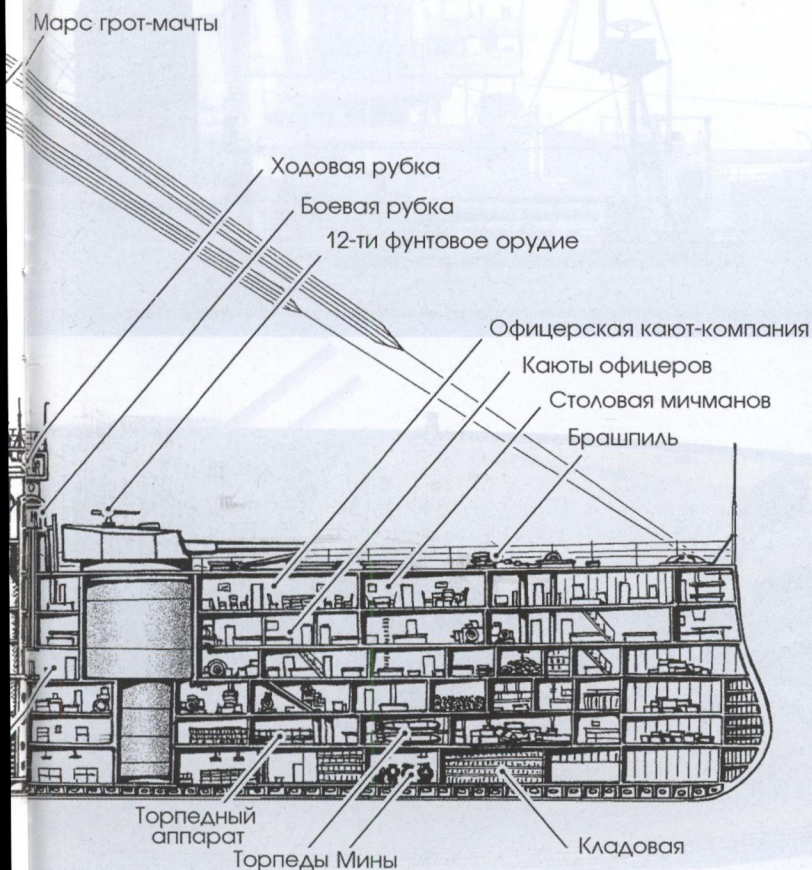 Марс грот-мачты
Ходовая рубка
Боевая рубка
12-ти фунтовое орудие
Офицерская кают-компания
Каюты офицеров
Столовая мичманов
Брашпиль
Торпедный
аппарат
Торпеды Мины
Кладовая